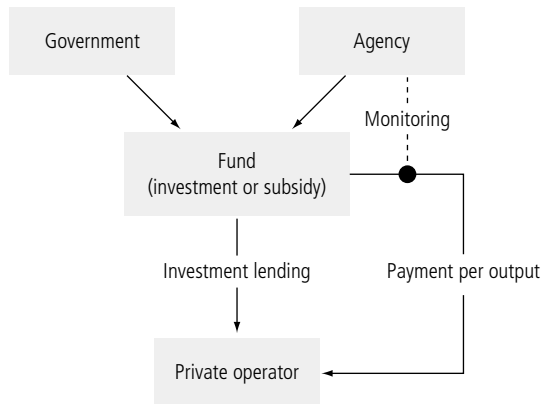 Government
Agency
Monitoring
Fund
(investment or subsidy)
Investment lending
Payment per output
Private operator